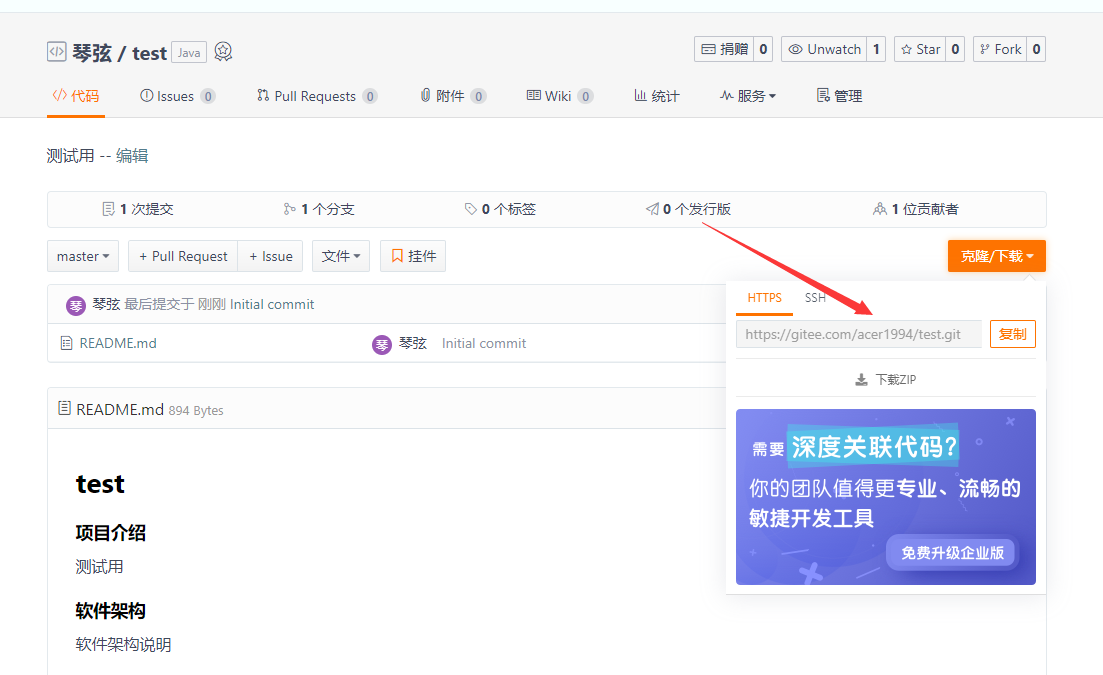 琴弦 / test Java
捐赠 0 Unwatch 1 Star 0 Fork 0
代码 Issues 0 Pull Requests 0 附件 0 Wiki 0 统计 服务 管理
测试用 -- 编辑
1 次提交 1 个分支 0 个标签 0 个发行版 1 位贡献者
master + Pull Request + Issue 文件 挂件 克隆/下载
琴 琴弦 最后提交于 刚刚 Initial commit
HTTPS SSH
README.md 琴 琴弦 Initial commit
https://gitee.com/acer1994/test.git 复制
下载ZIP
README.md 894 Bytes
需要 深度关联代码?
你的团队值得更专业、流畅的
敏捷开发工具
免费升级企业版
test
项目介绍
测试用
软件架构
软件架构说明